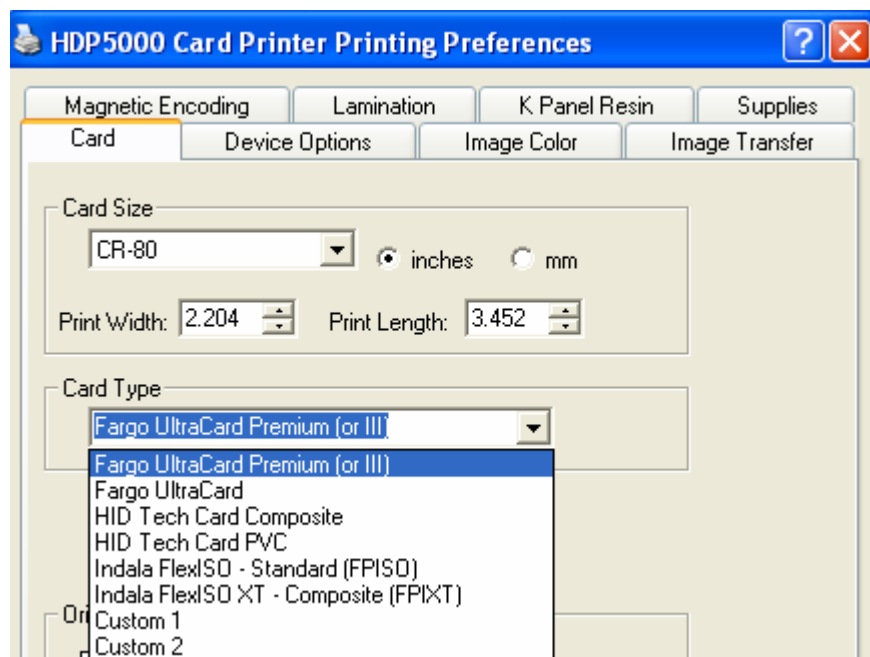 HDP5000 Card Printer Printing Preferences
Magnetic Encoding Lamination K Panel Resin Supplies
Card Device Options Image Color Image Transfer
Card Size
CR-80 inches mm
Print Width: 2.204 Print Length: 3.452
Card Type
Fargo UltraCard Premium (or III)
Fargo UltraCard Premium (or III)
Fargo UltraCard
HID Tech Card Composite
HID Tech Card PVC
Indala FlexISO - Standard (FPISO)
Indala FlexISO XT - Composite (FPIXT)
Custom 1
Custom 2